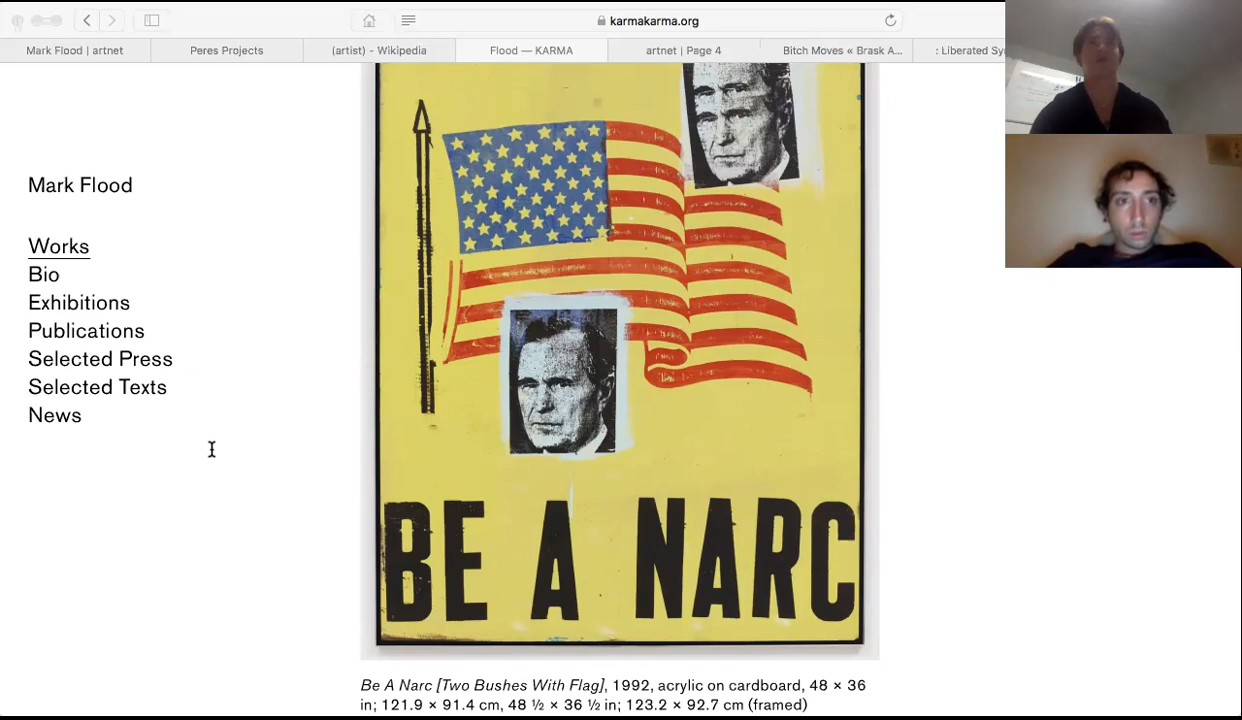 karmakarma.org
Mark Flood | artnet
Peres Projects
(artist) - Wikipedia
Flood — KARMA
artnet | Page 4
Bitch Moves « Brask A...
: Liberated Sy
Mark Flood
Works
Bio
Exhibitions
Publications
Selected Press
Selected Texts
News
BE A NARC
Be A Narc [Two Bushes With Flag], 1992, acrylic on cardboard, 48 × 36
in; 121.9 × 91.4 cm, 48 ½ × 36 ½ in; 123.2 × 92.7 cm (framed)